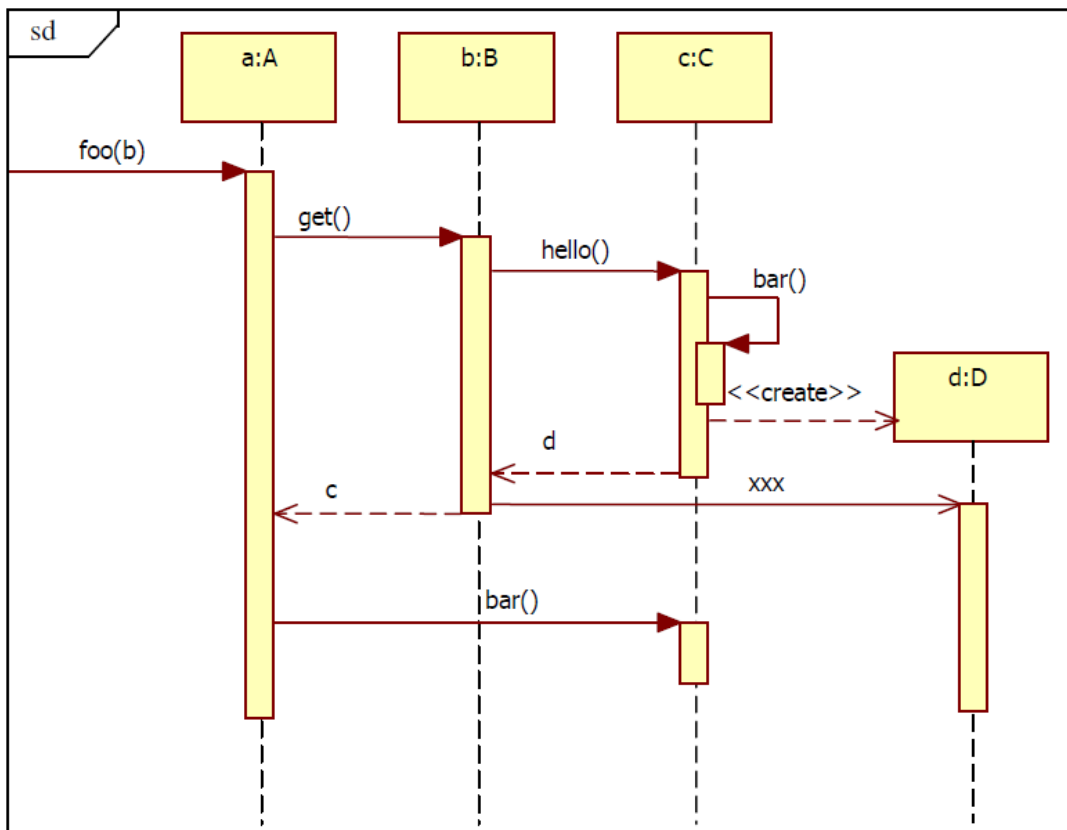 sd
a:A
b:B
c:C
foo(b)
get()
hello()
bar()
d:D
<<create>>
d
xxx
c
bar()